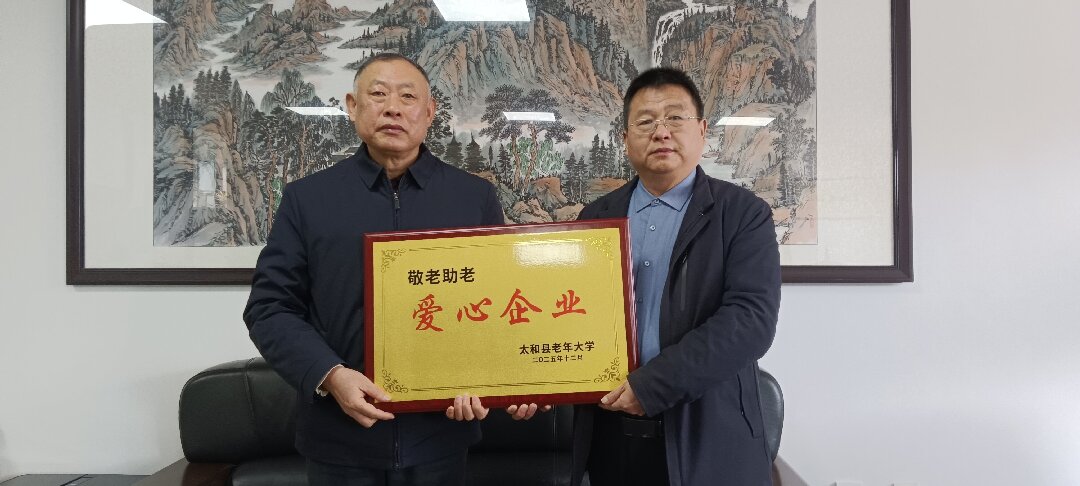 敬老助老
爱心企业
太和县老年大学
二〇二五年十二月